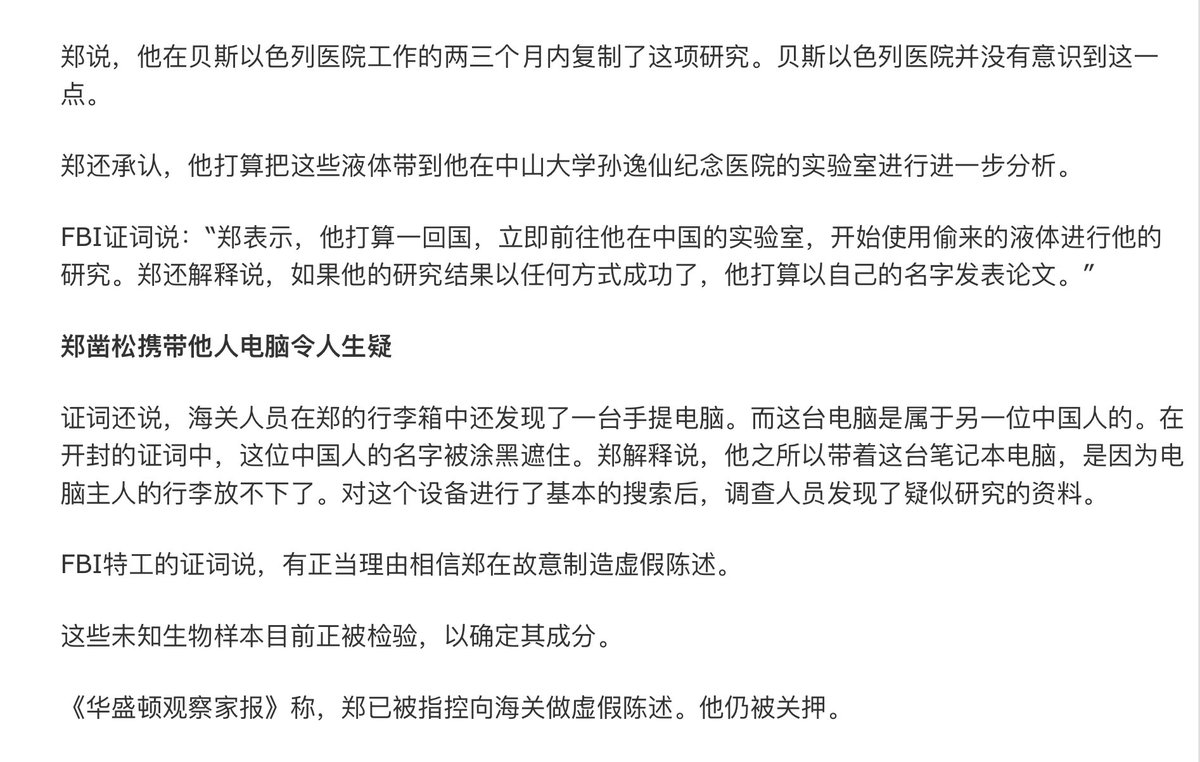 郑说，他在贝斯以色列医院工作的两三个月内复制了这项研究。贝斯以色列医院并没有意识到这一
点。
郑还承认，他打算把这些液体带到他在中山大学孙逸仙纪念医院的实验室进行进一步分析。
FBI证词说：“郑表示，他打算一回国，立即前往他在中国的实验室，开始使用偷来的液体进行他的
研究。郑还解释说，如果他的研究结果以任何方式成功了，他打算以自己的名字发表论文。”
郑凿松携带他人电脑令人生疑
证词还说，海关人员在郑的行李箱中还发现了一台手提电脑。而这台电脑是属于另一位中国人的。在
开封的证词中，这位中国人的名字被涂黑遮住。郑解释说，他之所以带着这台笔记本电脑，是因为电
脑主人的行李放不下了。对这个设备进行了基本的搜索后，调查人员发现了疑似研究的资料。
FBI特工的证词说，有正当理由相信郑在故意制造虚假陈述。
这些未知生物样本目前正被检验，以确定其成分。
《华盛顿观察家报》称，郑已被指控向海关做虚假陈述。他仍被关押。